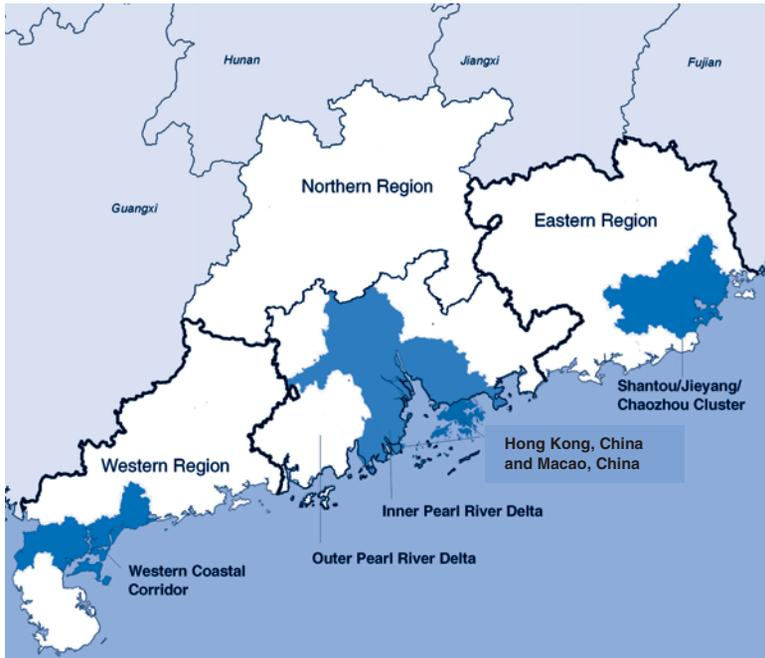 Hunan
Jiangxi
Fujian
Northern Region
Guangxi
Eastern Region
Shantou/Jieyang/
Chaozhou Cluster
Hong Kong, China
and Macao, China
Western Region
Inner Pearl River Delta
Outer Pearl River Delta
Western Coastal
Corridor